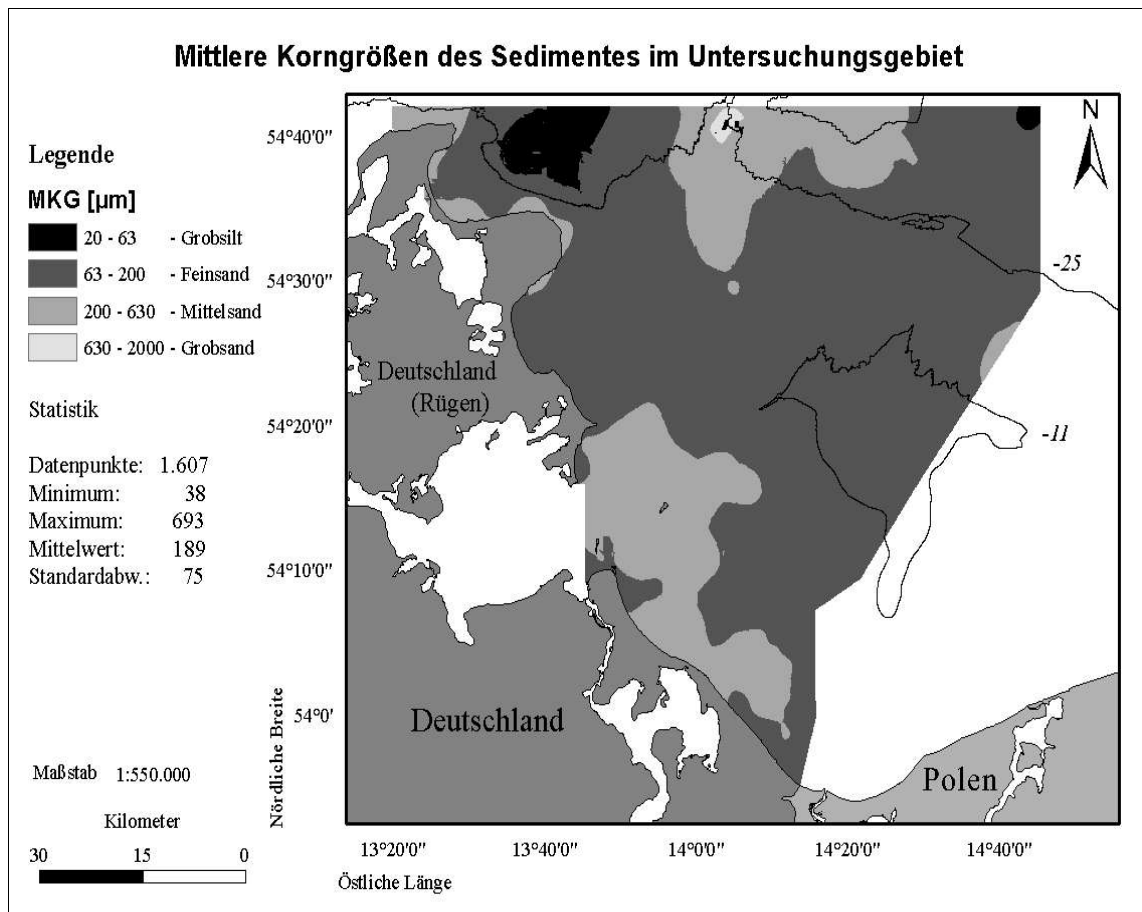 Mittlere Korngrößen des Sedimentes im Untersuchungsgebiet
Legende
MKG [µm]
20 - 63 - Grobsilt
63 - 200 - Feinsand
200 - 630 - Mittelsand
630 - 2000 - Grobsand
Statistik
Datenpunkte: 1.607
Minimum: 38
Maximum: 693
Mittelwert: 189
Standardabw.: 75
Maßstab 1:550.000
Kilometer
30 15 0
Nördliche Breite
54°40'0"
54°30'0"
54°20'0"
54°10'0"
54°0'
N
-25
-11
Deutschland
(Rügen)
Deutschland
Polen
13°20'0" 13°40'0" 14°00'0" 14°20'0" 14°40'0"
Östliche Länge